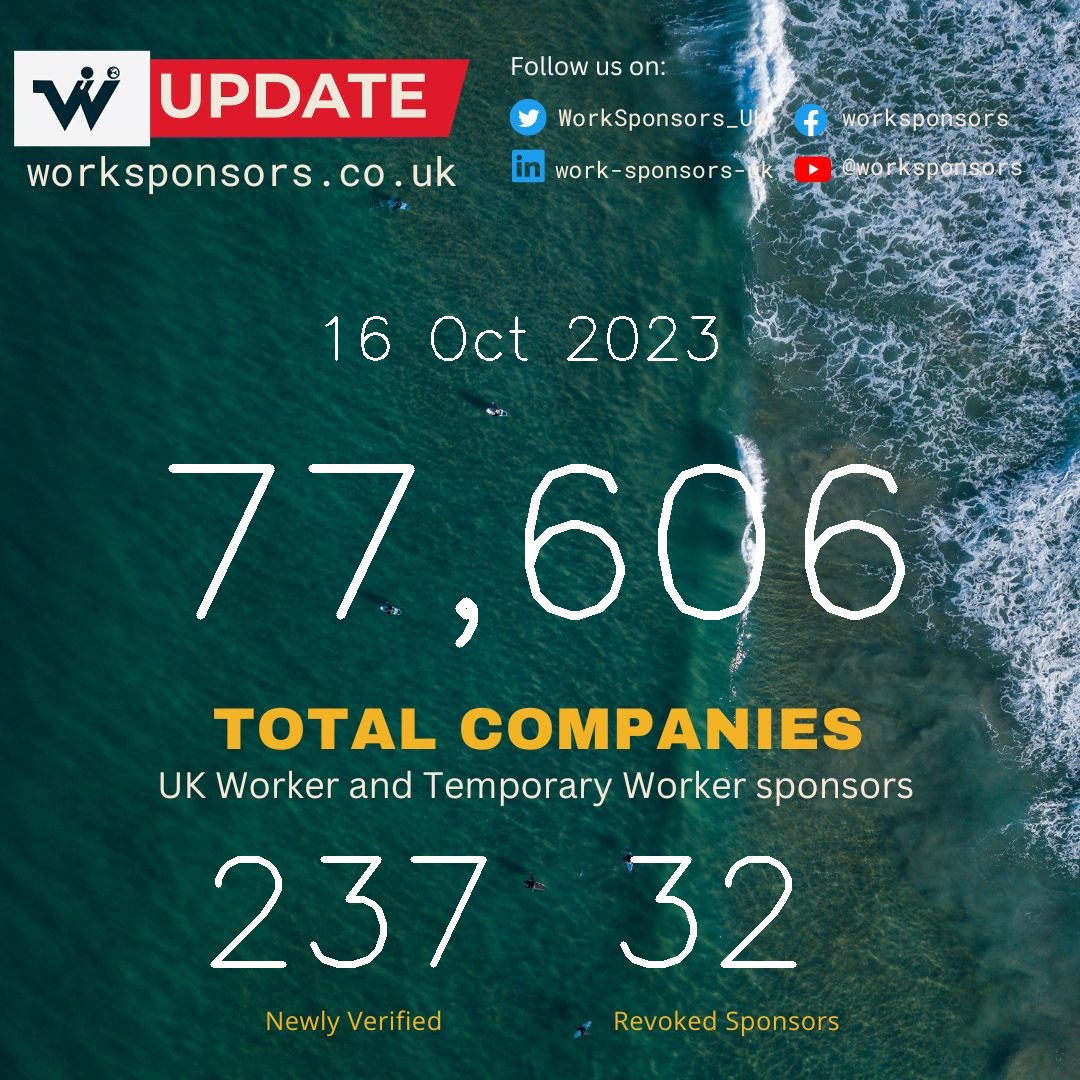 UPDATE
worksponsors.co.uk
Follow us on:
WorkSponsors_UK
worksponsors
work-sponsors-uk
@worksponsors
16 Oct 2023
77,606
TOTAL COMPANIES
UK Worker and Temporary Worker sponsors
237 32
Newly Verified
Revoked Sponsors